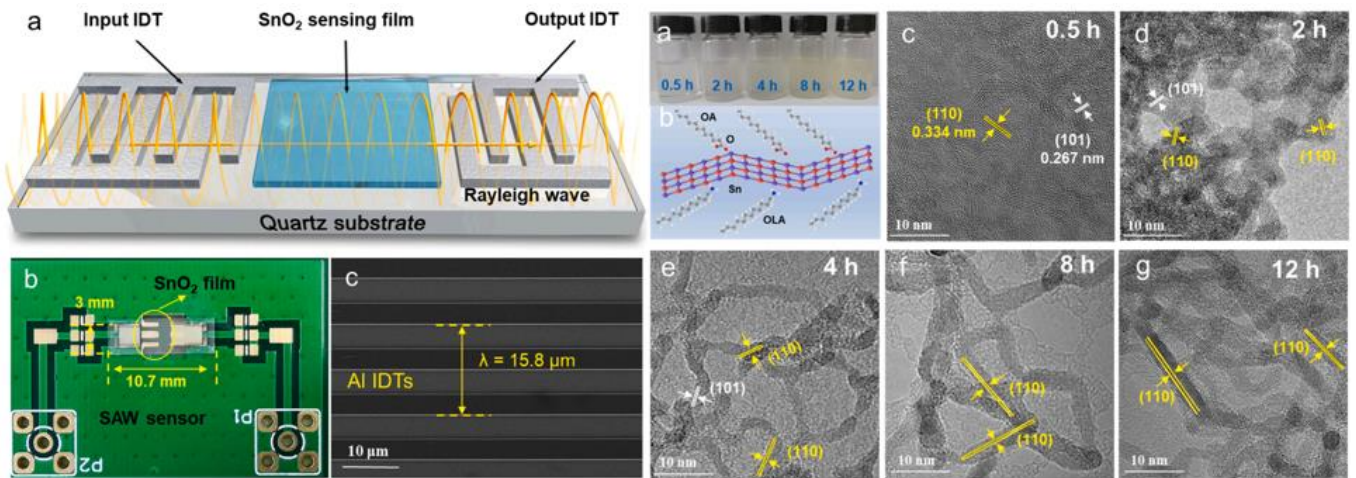 a
Input IDT
SnO₂ sensing film
Output IDT
Rayleigh wave
Quartz substrate
b
SnO₂ film
3 mm
10.7 mm
SAW sensor
P1
P2
c
λ = 15.8 μm
Al IDTs
10 μm
a
0.5 h 2 h 4 h 8 h 12 h
b
OA
O
Sn
OLA
c
0.5 h
(110)
0.334 nm
(101)
0.267 nm
10 nm
d
2 h
(101)
(110)
(110)
10 nm
e
4 h
(110)
(101)
(110)
10 nm
f
8 h
(110)
(110)
10 nm
g
12 h
(110)
(110)
10 nm